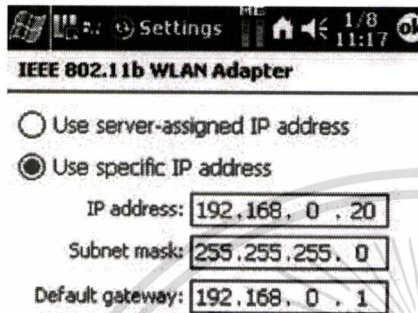 Settings 1/8
11:17 ok
IEEE 802.11b WLAN Adapter
Use server-assigned IP address
Use specific IP address
IP address: 192.168. 0 .20
Subnet mask: 255.255.255. 0
Default gateway: 192.168. 0 . 1